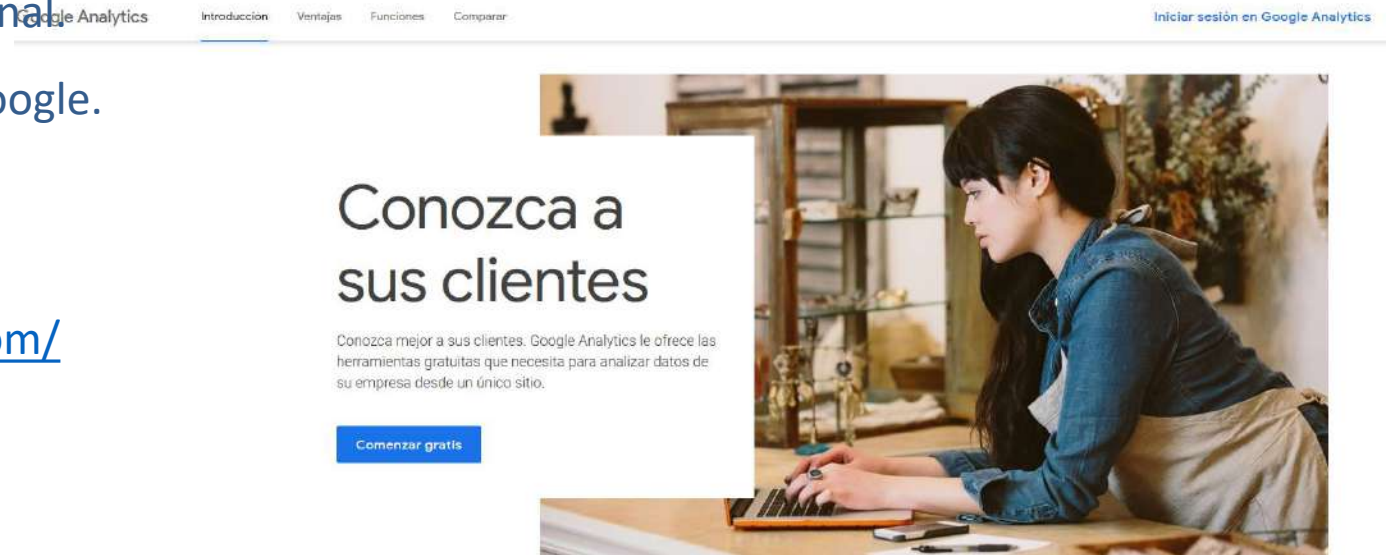 nal.
Google Analytics
Introducción
Ventajas
Funciones
Comparar
Iniciar sesión en Google Analytics
oogle.
Conozca a
sus clientes
om/
Conozca mejor a sus clientes. Google Analytics le ofrece las
herramientas gratuitas que necesita para analizar datos de
su empresa desde un único sitio.
Comenzar gratis